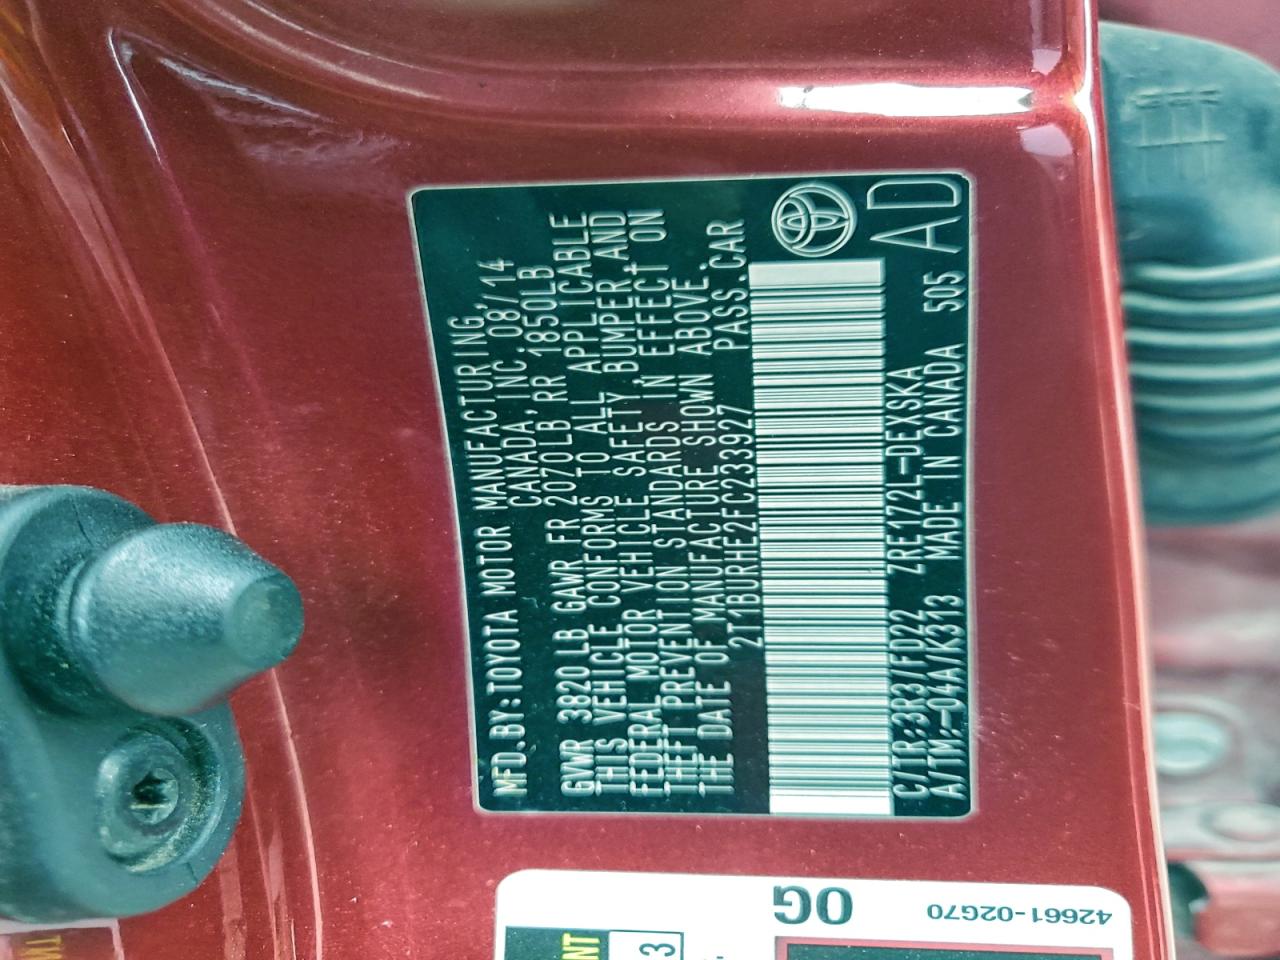 MFD.BY:TOYOTA MOTOR MANUFACTURING,
CANADA, INC. 08/14
GVWR 3820 LB GAWR FR 2070LB RR 1850LB
THIS VEHICLE CONFORMS TO ALL APPLICABLE
FEDERAL MOTOR VEHICLE SAFETY, BUMPER, AND
THEFT PREVENTION STANDARDS IN EFFECT ON
THE DATE OF MANUFACTURE SHOWN ABOVE.
2T1BURHE2FC233927 PASS.CAR
C/TR:3R3/FD22 ZRE172L-DEXSKA
A/TM:-04A/K313 MADE IN CANADA 505 AD
0G
42661-02G70
NT
3
TM